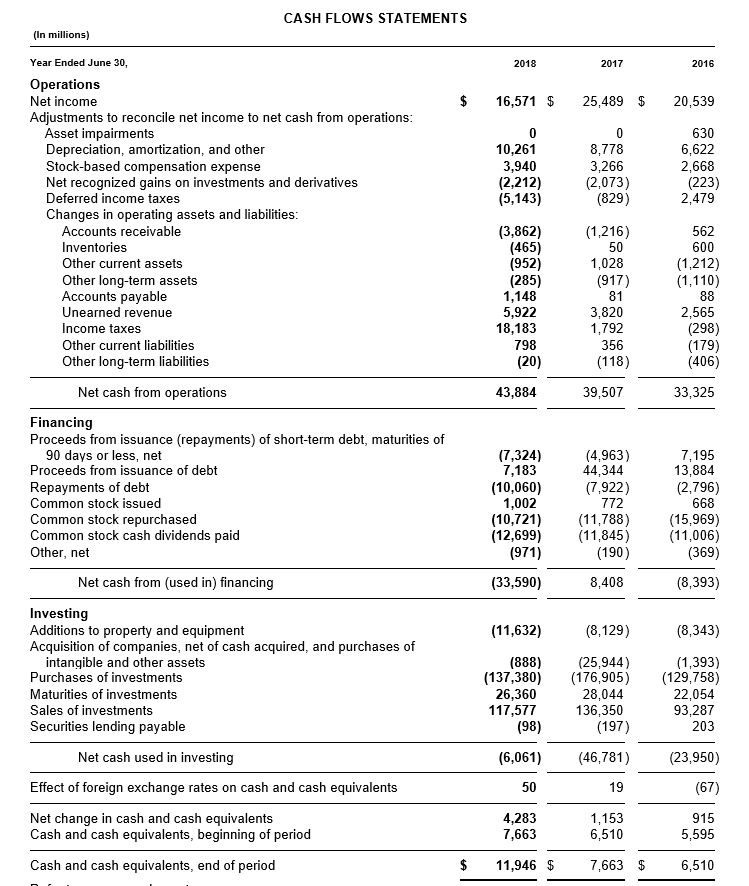 CASH FLOWS STATEMENTS
(In millions)
Year Ended June 30, 2018 2017 2016
Operations
Net income $ 16,571 $ 25,489 $ 20,539
Adjustments to reconcile net income to net cash from operations:
Asset impairments 0 0 630
Depreciation, amortization, and other 10,261 8,778 6,622
Stock-based compensation expense 3,940 3,266 2,668
Net recognized gains on investments and derivatives (2,212) (2,073) (223)
Deferred income taxes (5,143) (829) 2,479
Changes in operating assets and liabilities:
Accounts receivable (3,862) (1,216) 562
Inventories (465) 50 600
Other current assets (952) 1,028 (1,212)
Other long-term assets (285) (917) (1,110)
Accounts payable 1,148 81 88
Unearned revenue 5,922 3,820 2,565
Income taxes 18,183 1,792 (298)
Other current liabilities 798 356 (179)
Other long-term liabilities (20) (118) (406)
Net cash from operations 43,884 39,507 33,325
Financing
Proceeds from issuance (repayments) of short-term debt, maturities of
90 days or less, net (7,324) (4,963) 7,195
Proceeds from issuance of debt 7,183 44,344 13,884
Repayments of debt (10,060) (7,922) (2,796)
Common stock issued 1,002 772 668
Common stock repurchased (10,721) (11,788) (15,969)
Common stock cash dividends paid (12,699) (11,845) (11,006)
Other, net (971) (190) (369)
Net cash from (used in) financing (33,590) 8,408 (8,393)
Investing
Additions to property and equipment (11,632) (8,129) (8,343)
Acquisition of companies, net of cash acquired, and purchases of
intangible and other assets (888) (25,944) (1,393)
Purchases of investments (137,380) (176,905) (129,758)
Maturities of investments 26,360 28,044 22,054
Sales of investments 117,577 136,350 93,287
Securities lending payable (98) (197) 203
Net cash used in investing (6,061) (46,781) (23,950)
Effect of foreign exchange rates on cash and cash equivalents 50 19 (67)
Net change in cash and cash equivalents 4,283 1,153 915
Cash and cash equivalents, beginning of period 7,663 6,510 5,595
Cash and cash equivalents, end of period $ 11,946 $ 7,663 $ 6,510